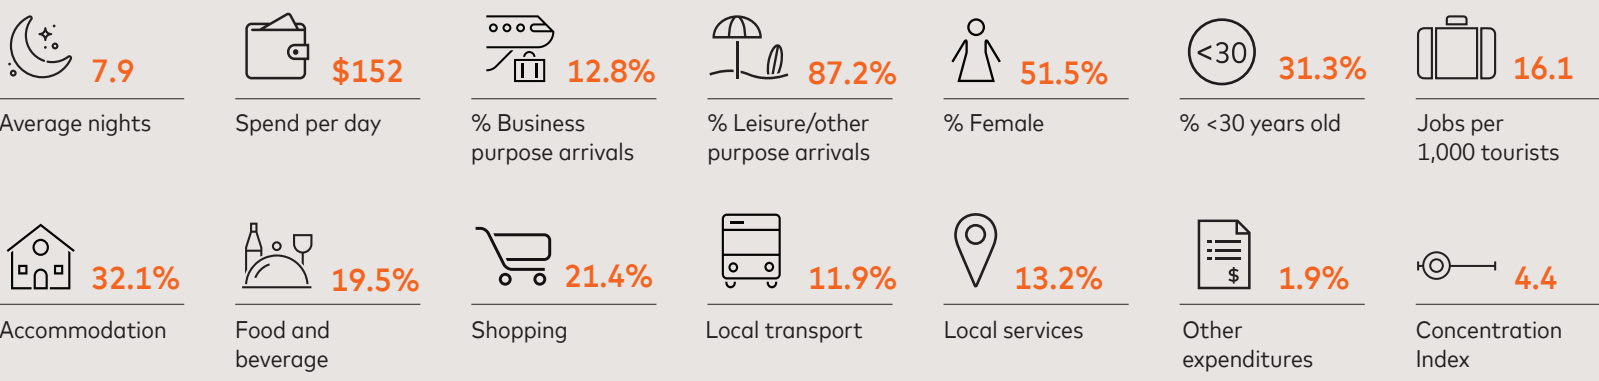 7.9
Average nights
$152
Spend per day
12.8%
% Business
purpose arrivals
87.2%
% Leisure/other
purpose arrivals
51.5%
% Female
<30
31.3%
% <30 years old
16.1
Jobs per
1,000 tourists
32.1%
Accommodation
19.5%
Food and
beverage
21.4%
Shopping
11.9%
Local transport
13.2%
Local services
$
1.9%
Other
expenditures
4.4
Concentration
Index